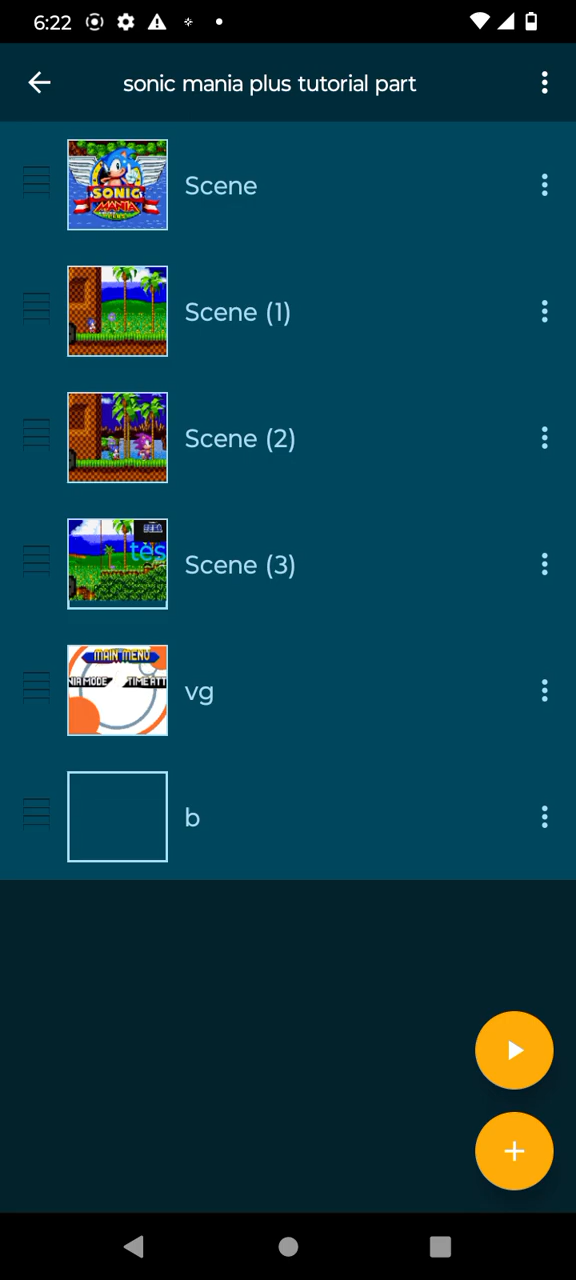 6:22
sonic mania plus tutorial part
SONIC
MANIA
Scene
Scene (1)
Scene (2)
SEGA
tes
Scene (3)
MAIN MENU
NIA MODE
TIME ATT
vg
b